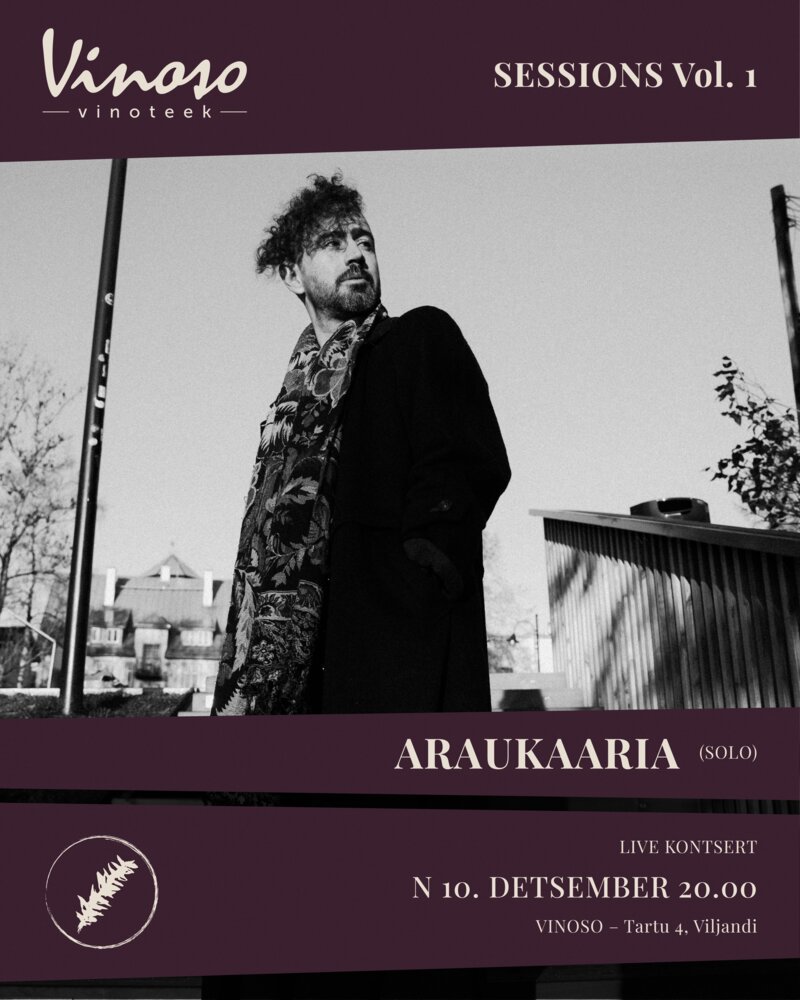 Vinoso
vinoteek
SESSIONS Vol. 1
ARAUKAARIA (SOLO)
LIVE KONTSERT
N 10. DETSEMBER 20.00
VINOSO – Tartu 4, Viljandi